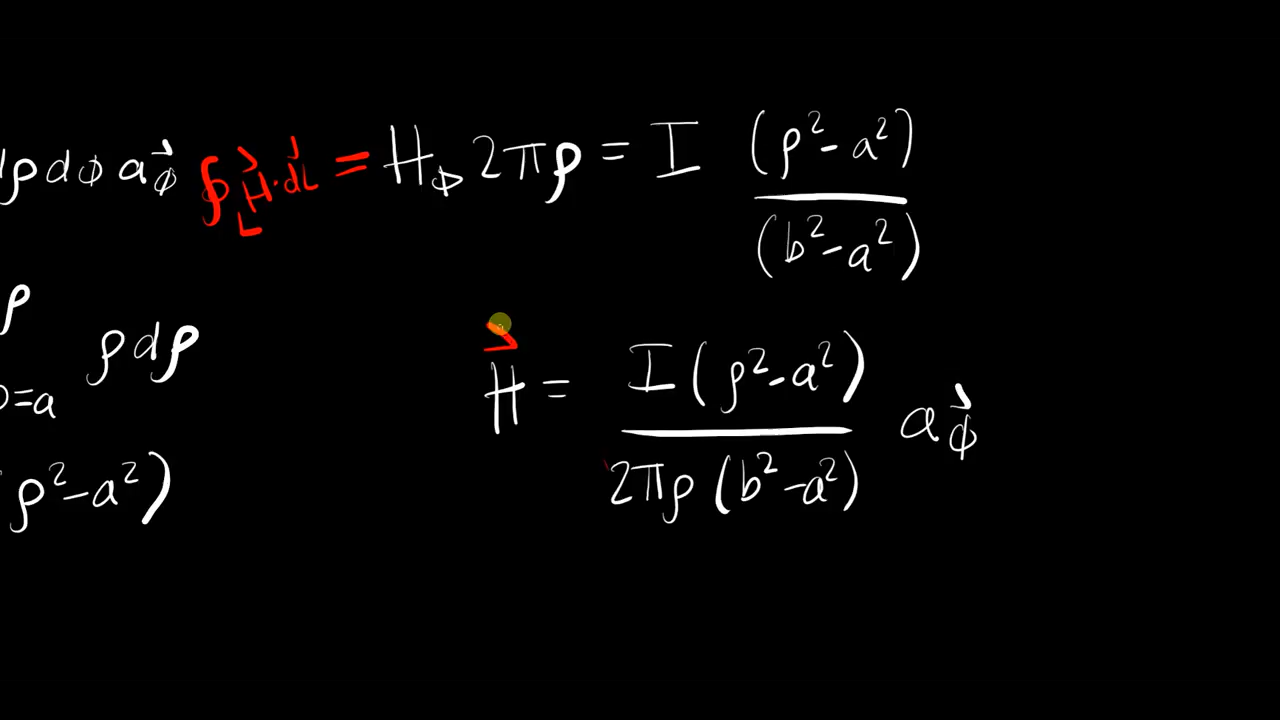 ρ dϕ a⃗ϕ ∮L H⃗·dL⃗ = Hϕ 2πρ = I (ρ²-a²)/(b²-a²)
ρ
ρ dρ
=a
H⃗ = I(ρ²-a²)/2πρ(b²-a²) a⃗ϕ
(ρ²-a²)